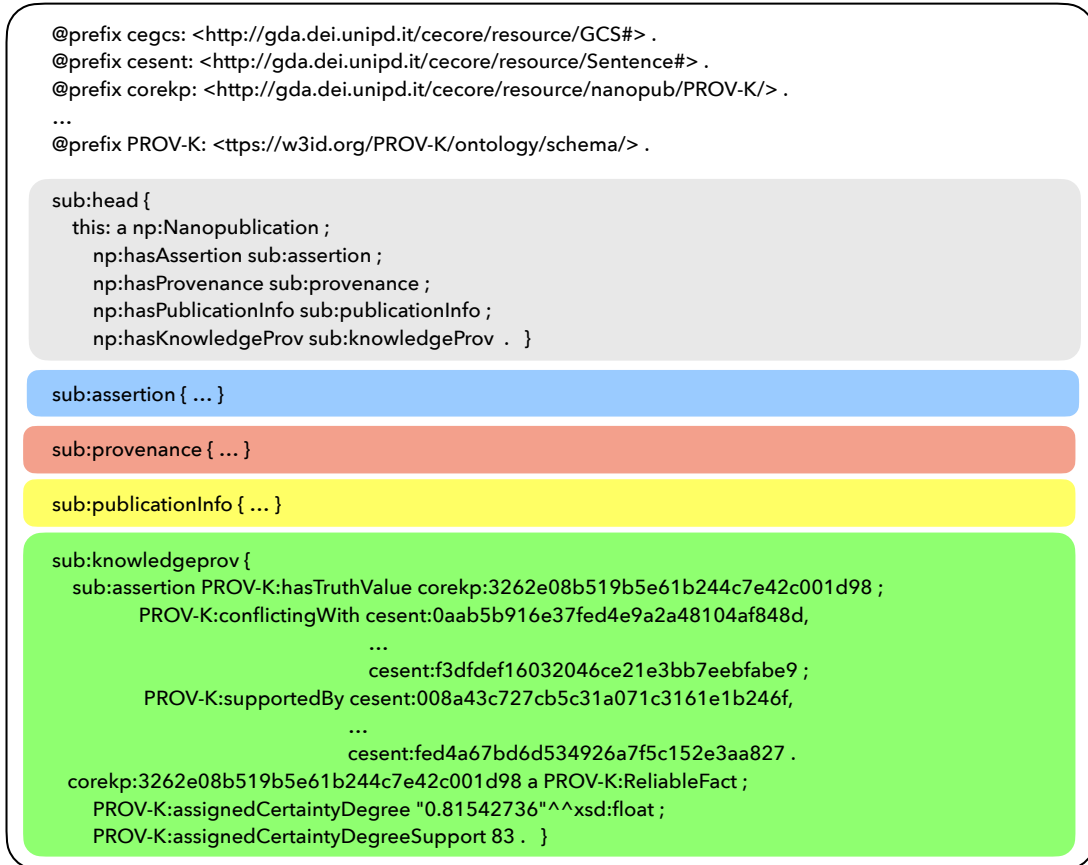 @prefix cegcs: <http://gda.dei.unipd.it/cecore/resource/GCS#> .
@prefix cesent: <http://gda.dei.unipd.it/cecore/resource/Sentence#> .
@prefix corekp: <http://gda.dei.unipd.it/cecore/resource/nanopub/PROV-K/> .
...
@prefix PROV-K: <ttps://w3id.org/PROV-K/ontology/schema/> .
sub:head {
this: a np:Nanopublication ;
np:hasAssertion sub:assertion ;
np:hasProvenance sub:provenance ;
np:hasPublicationInfo sub:publicationInfo ;
np:hasKnowledgeProv sub:knowledgeProv . }
sub:assertion { ... }
sub:provenance { ... }
sub:publicationInfo { ... }
sub:knowledgeprov {
sub:assertion PROV-K:hasTruthValue corekp:3262e08b519b5e61b244c7e42c001d98 ;
PROV-K:conflictingWith cesent:0aab5b916e37fed4e9a2a48104af848d,
...
cesent:f3dfdef16032046ce21e3bb7eebfabe9 ;
PROV-K:supportedBy cesent:008a43c727cb5c31a071c3161e1b246f,
...
cesent:fed4a67bd6d534926a7f5c152e3aa827 .
corekp:3262e08b519b5e61b244c7e42c001d98 a PROV-K:ReliableFact ;
PROV-K:assignedCertaintyDegree "0.81542736"^^xsd:float ;
PROV-K:assignedCertaintyDegreeSupport 83 . }